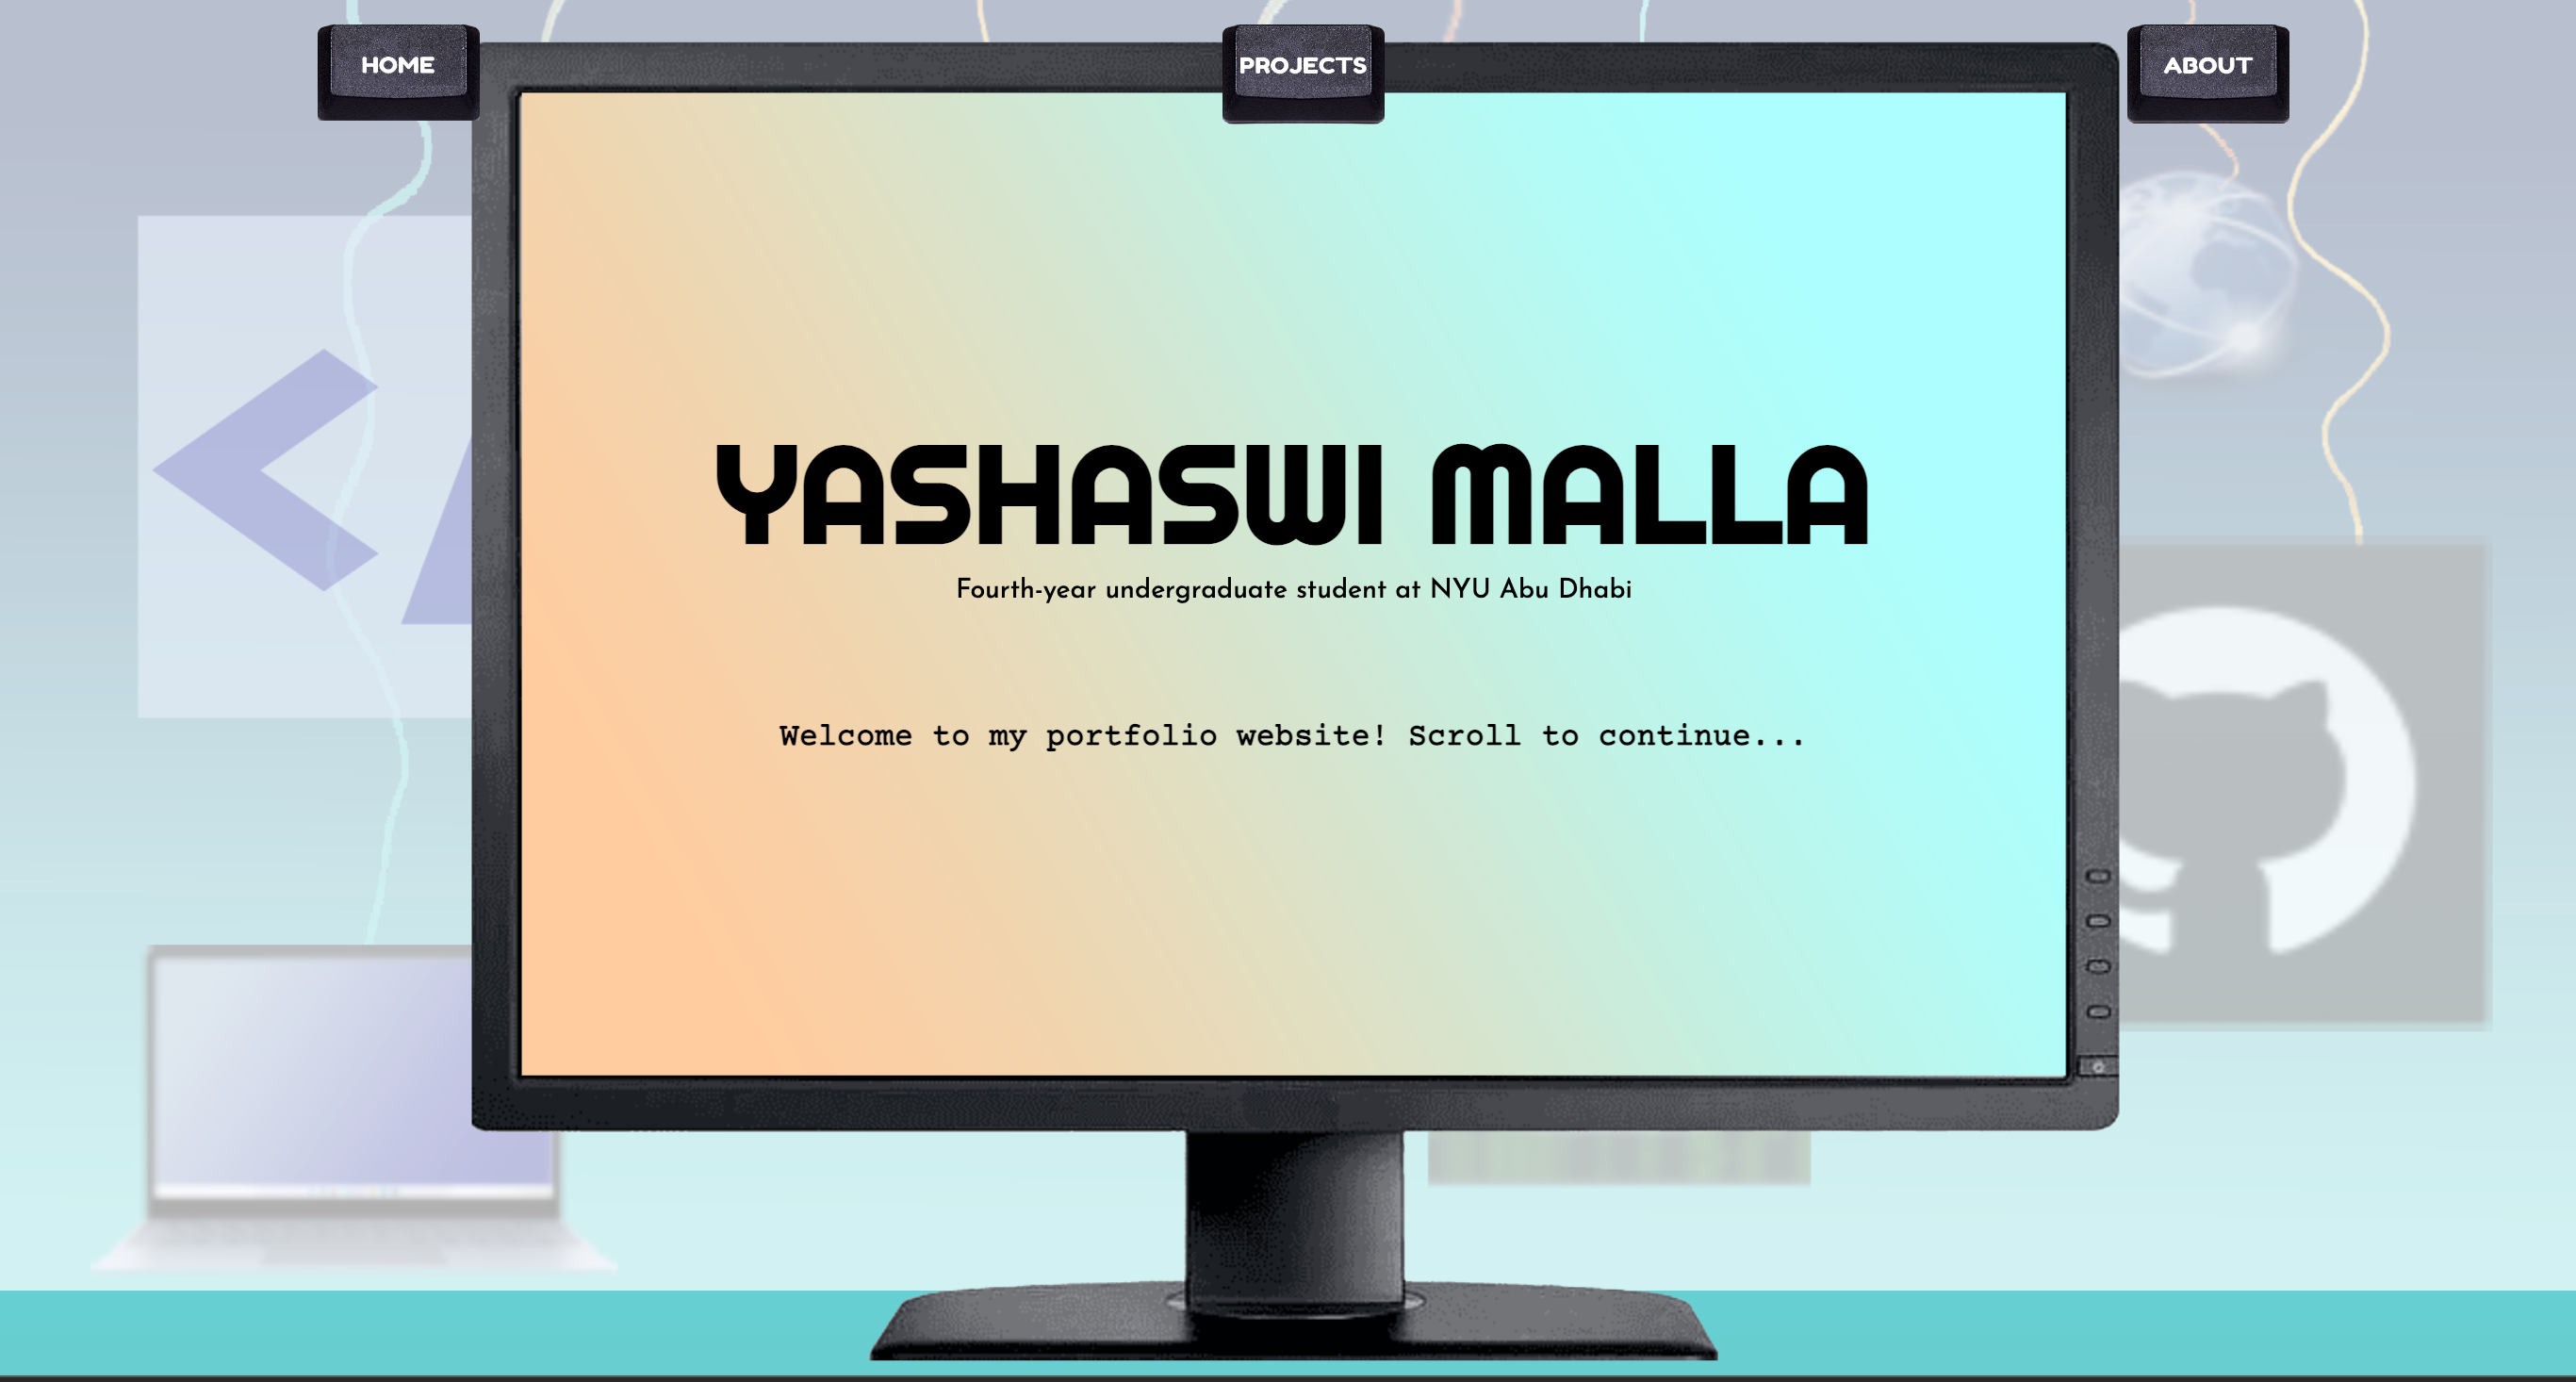 HOME
PROJECTS
ABOUT
YASHASWI MALLA
Fourth-year undergraduate student at NYU Abu Dhabi
Welcome to my portfolio website! Scroll to continue...